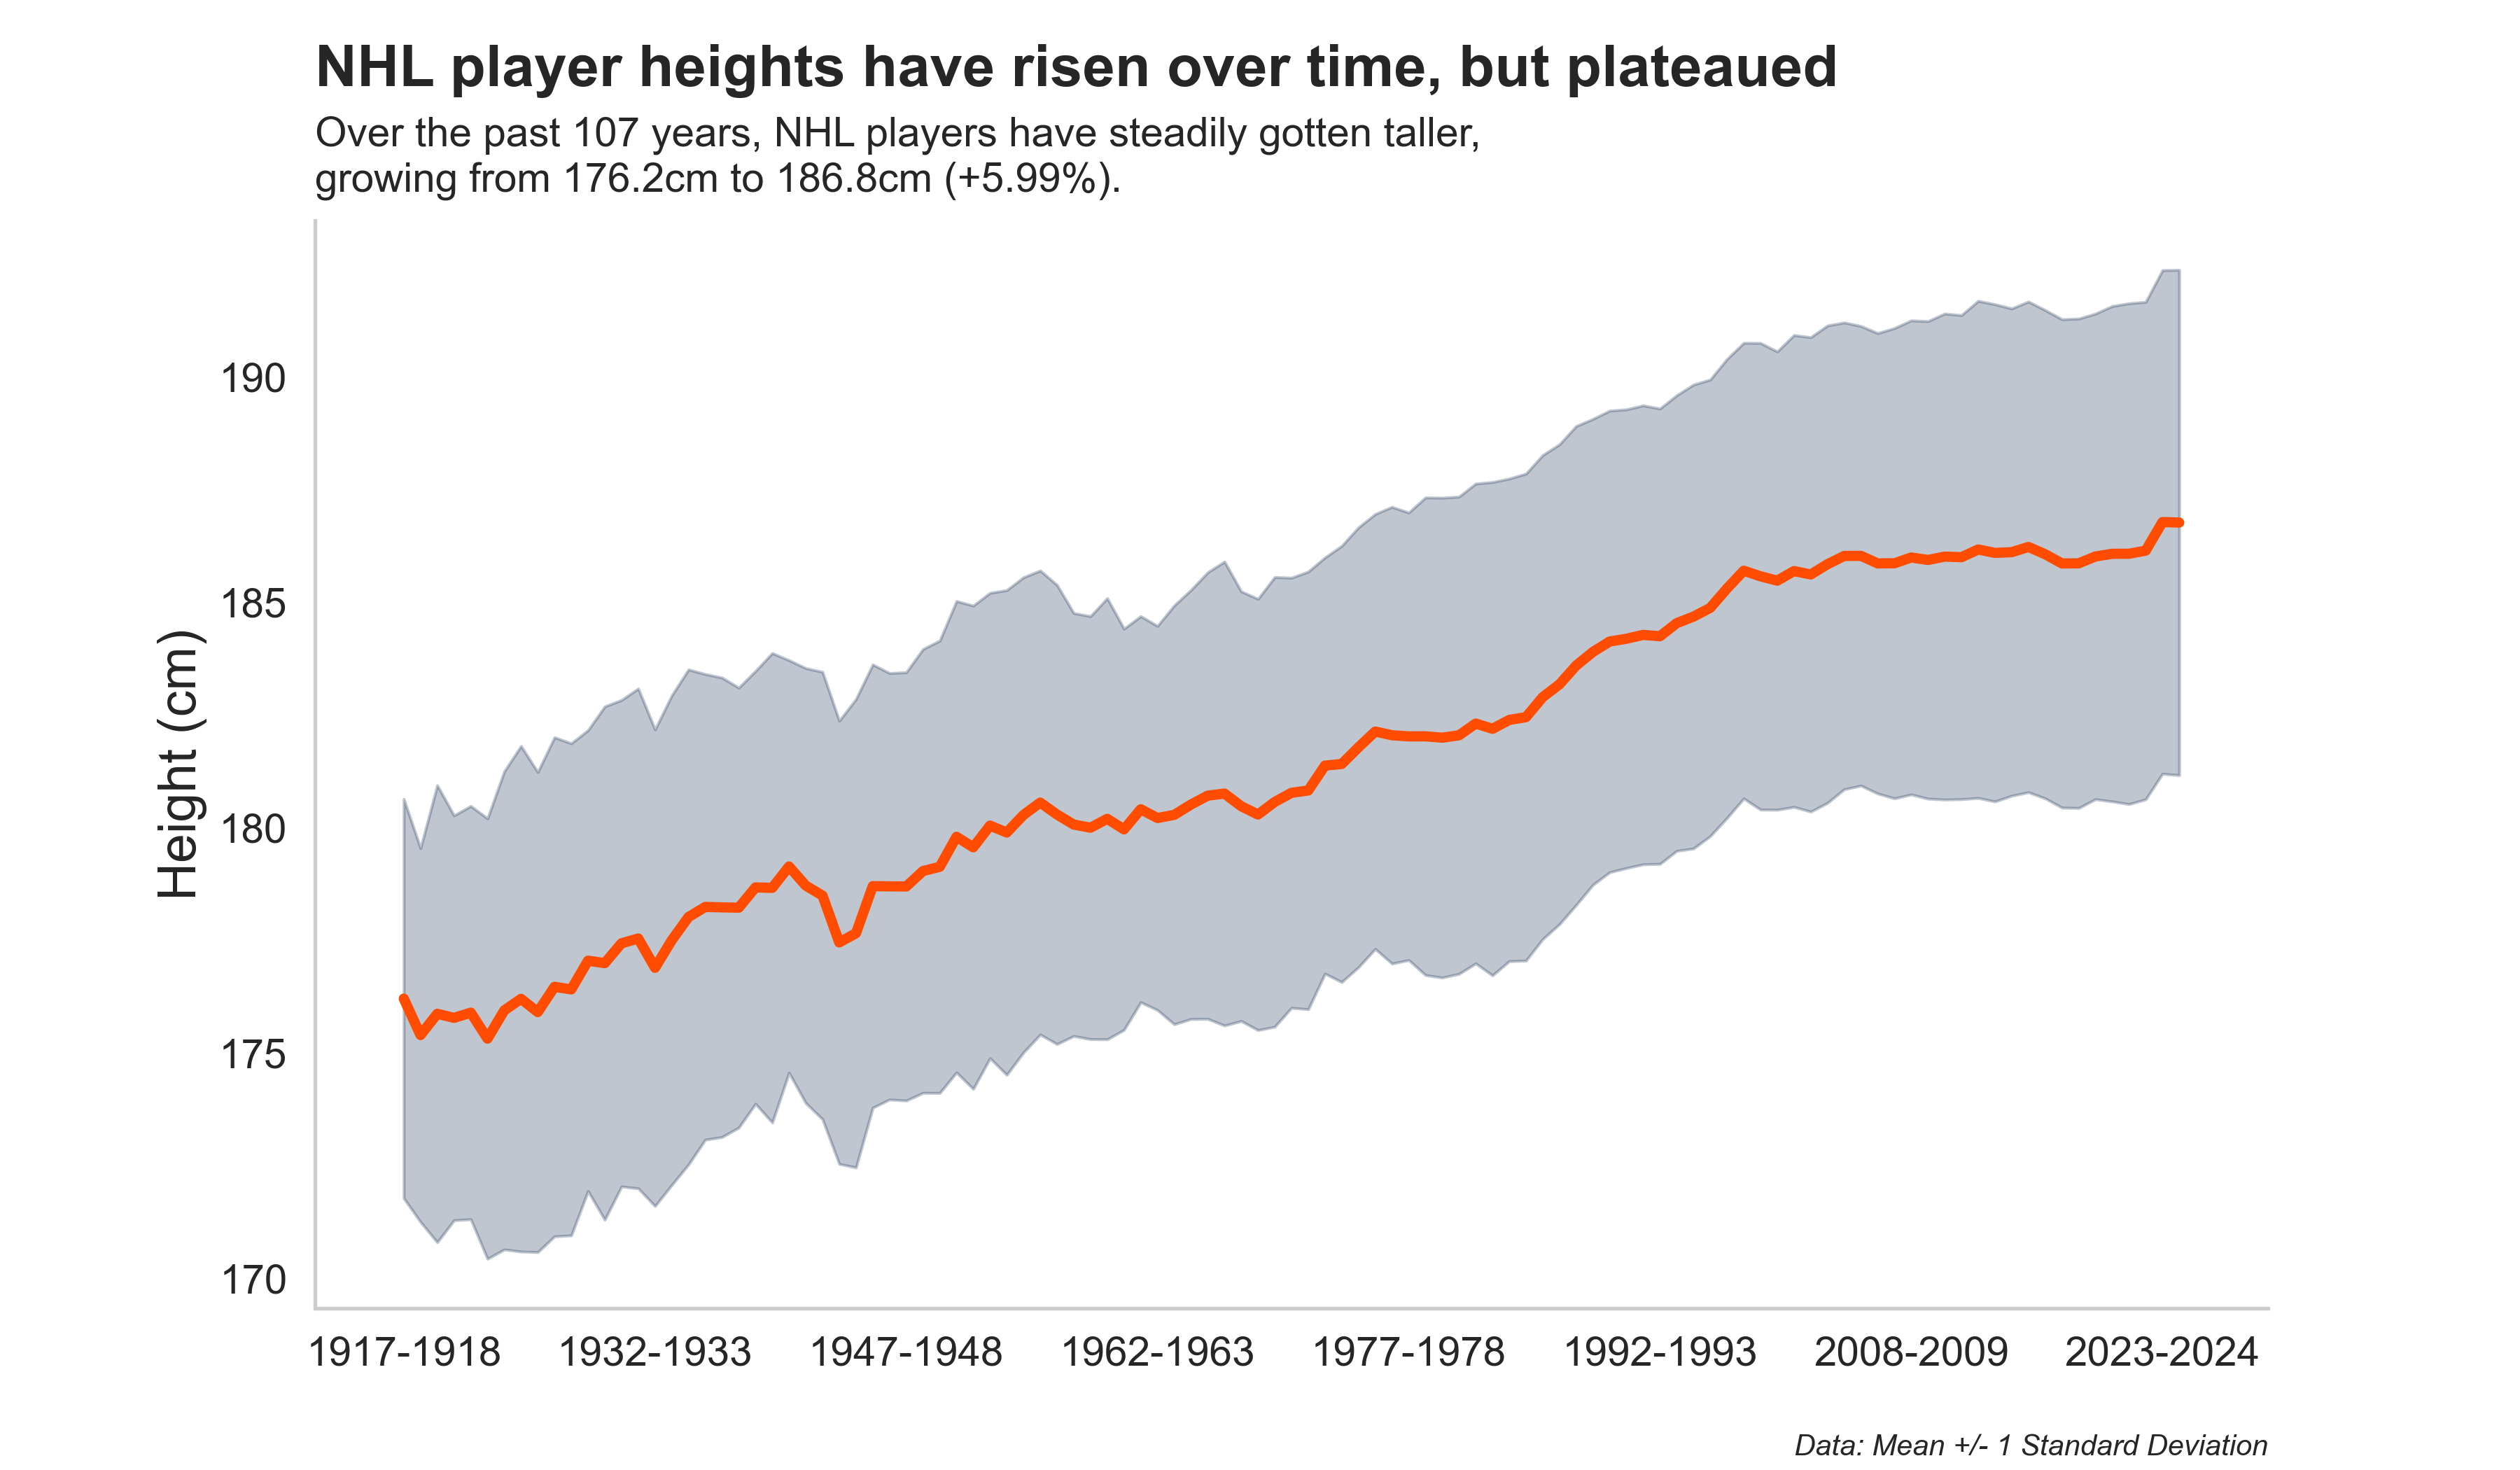 NHL player heights have risen over time, but plateaued
Over the past 107 years, NHL players have steadily gotten taller,
growing from 176.2cm to 186.8cm (+5.99%).
Height (cm)
190
185
180
175
170
1917-1918 1932-1933 1947-1948 1962-1963 1977-1978 1992-1993 2008-2009 2023-2024
Data: Mean +/- 1 Standard Deviation